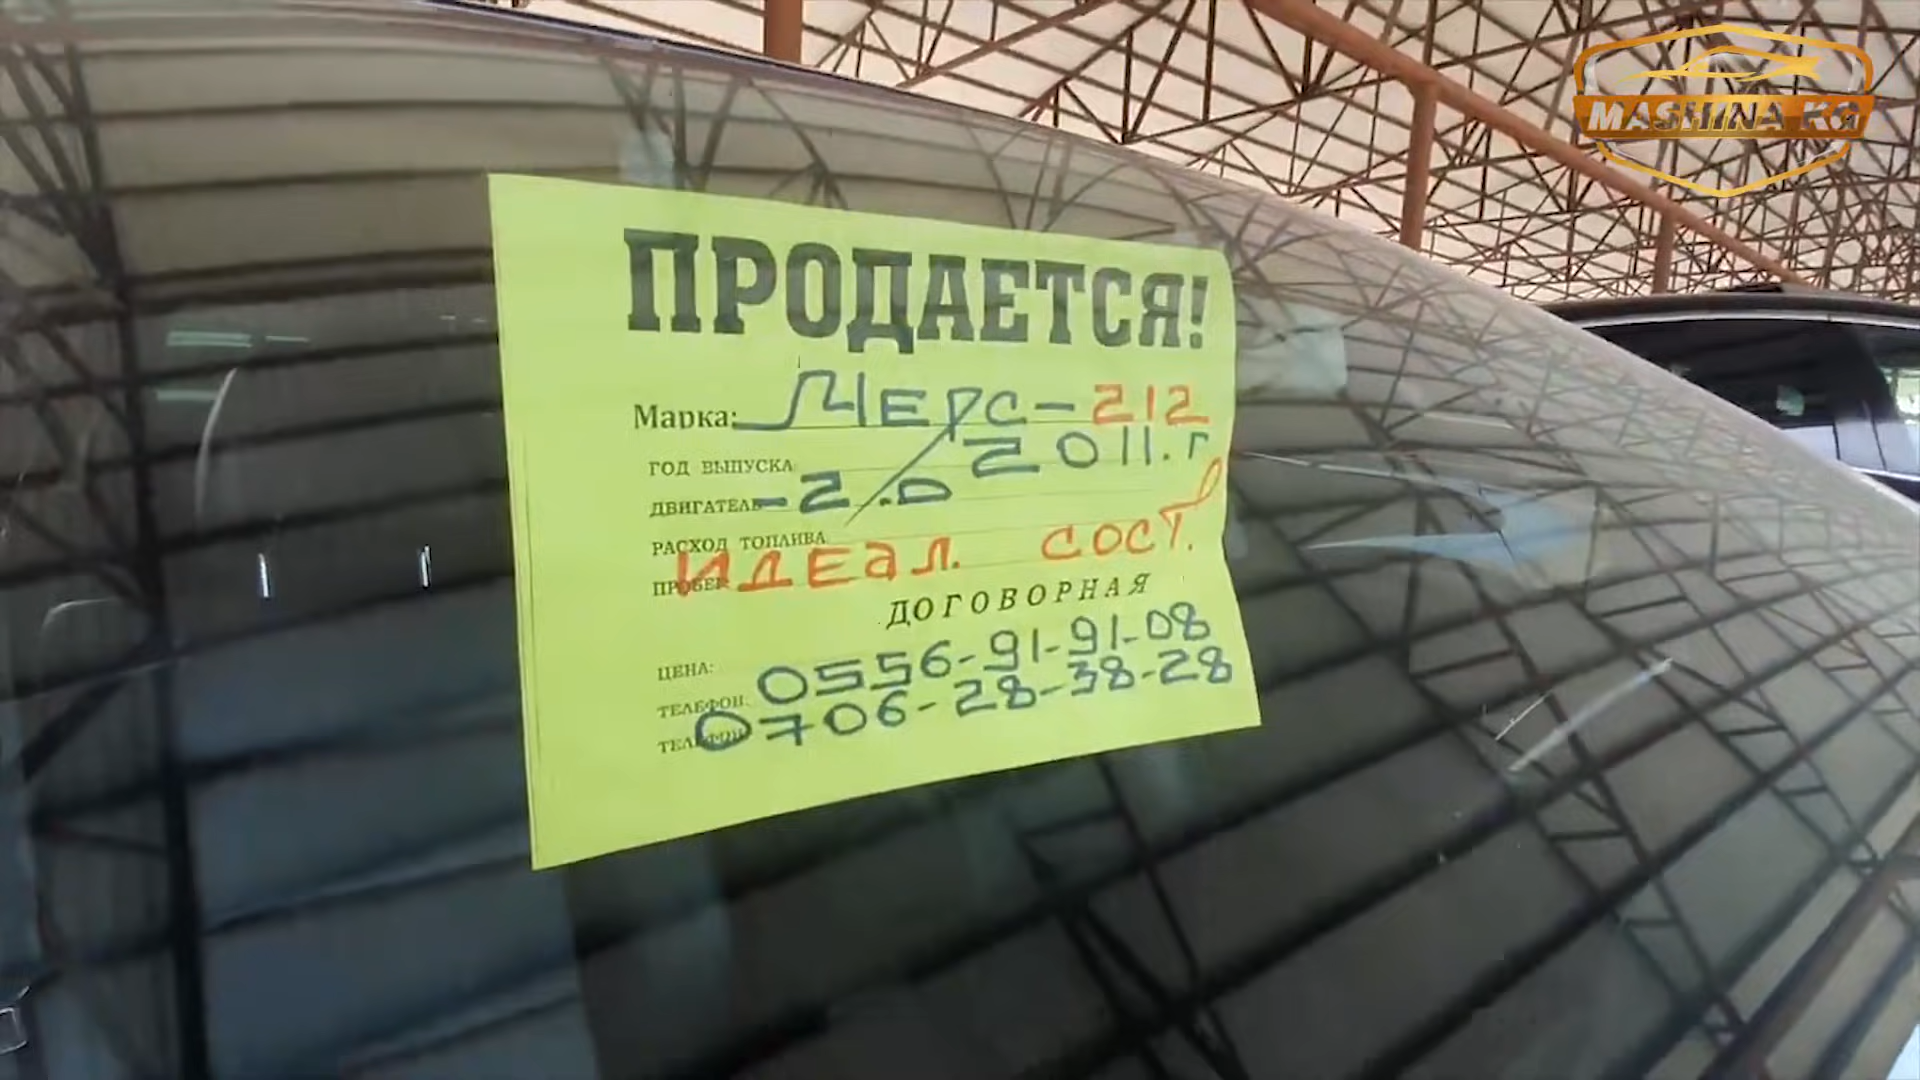 MASHINA KG
ПРОДАЕТСЯ!
Марка: МЕРС-212
ГОД ВЫПУСКА 2011.г
ДВИГАТЕЛЬ-2.0
РАСХОД ТОПЛИВА
ПРОБЕГ ИДЕАЛ. СОСТ.
ДОГОВОРНАЯ
ЦЕНА:
ТЕЛЕФОН: 0556-91-91-08
ТЕЛЕФОН 0706-28-38-28